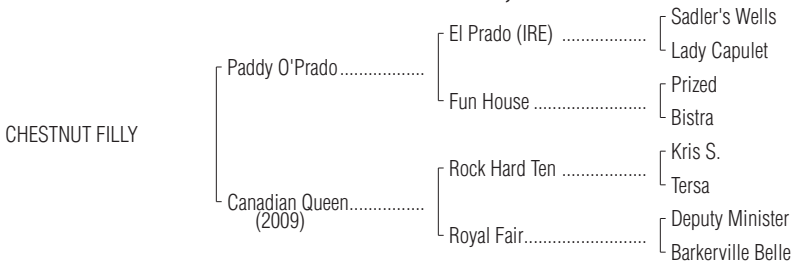 Sadler's Wells
El Prado (IRE) ..................
Lady Capulet
Paddy O'Prado..................
Prized
Fun House ........................
Bistra
CHESTNUT FILLY
Kris S.
Rock Hard Ten ..................
Tersa
Canadian Queen................
(2009)
Deputy Minister
Royal Fair..........................
Barkerville Belle